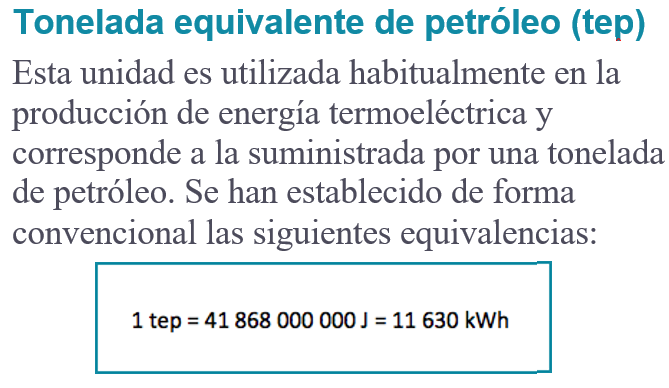 Tonelada equivalente de petróleo (tep)
Esta unidad es utilizada habitualmente en la
producción de energía termoeléctrica y
corresponde a la suministrada por una tonelada
de petróleo. Se han establecido de forma
convencional las siguientes equivalencias:
1 tep = 41 868 000 000 J = 11 630 kWh